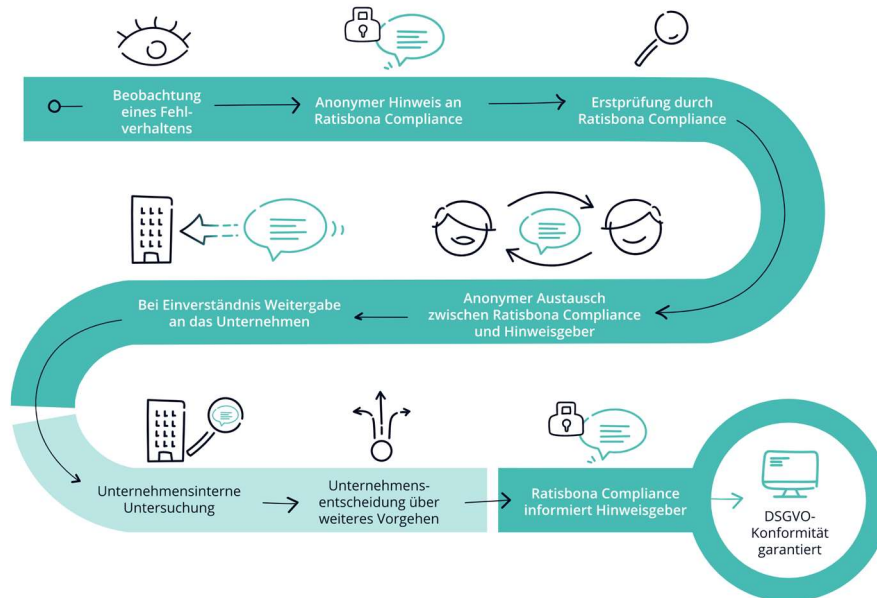 Beobachtung
eines Fehl-
verhaltens
Anonymer Hinweis an
Ratisbona Compliance
Erstprüfung durch
Ratisbona Compliance
Anonymer Austausch
zwischen Ratisbona Compliance
und Hinweisgeber
Bei Einverständnis Weitergabe
an das Unternehmen
Unternehmensinterne
Untersuchung
Unternehmens-
entscheidung über
weiteres Vorgehen
Ratisbona Compliance
informiert Hinweisgeber
DSGVO-
Konformität
garantiert